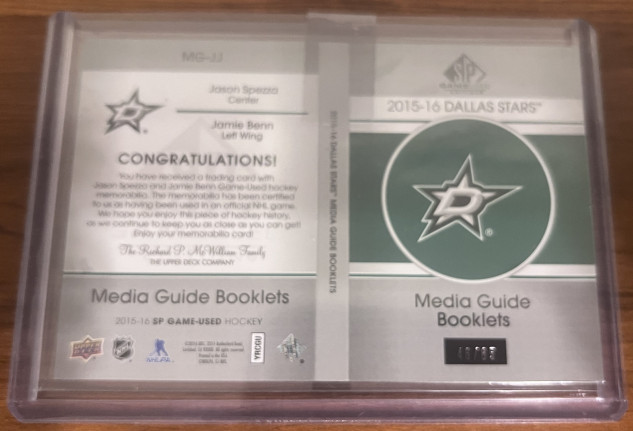 MG-JJ
Jason Spezza
Center
Jamie Benn
Left Wing
CONGRATULATIONS!
You have received a trading card with
Jason Spezza and Jamie Benn Game-Used hockey
memorabilia. The memorabilia has been certified
to us as having been used in an official NHL game.
We hope you enjoy this piece of hockey history,
as we continue to keep you as close as you can get!
Enjoy your memorabilia card!
The Richard P. McWilliam Family
THE UPPER DECK COMPANY
Media Guide Booklets
2015-16 SP GAME-USED HOCKEY
YRCGU
2015-16 DALLAS STARS™ MEDIA GUIDE BOOKLETS
SP
2015-16 DALLAS STARS™
D
®
Media Guide
Booklets